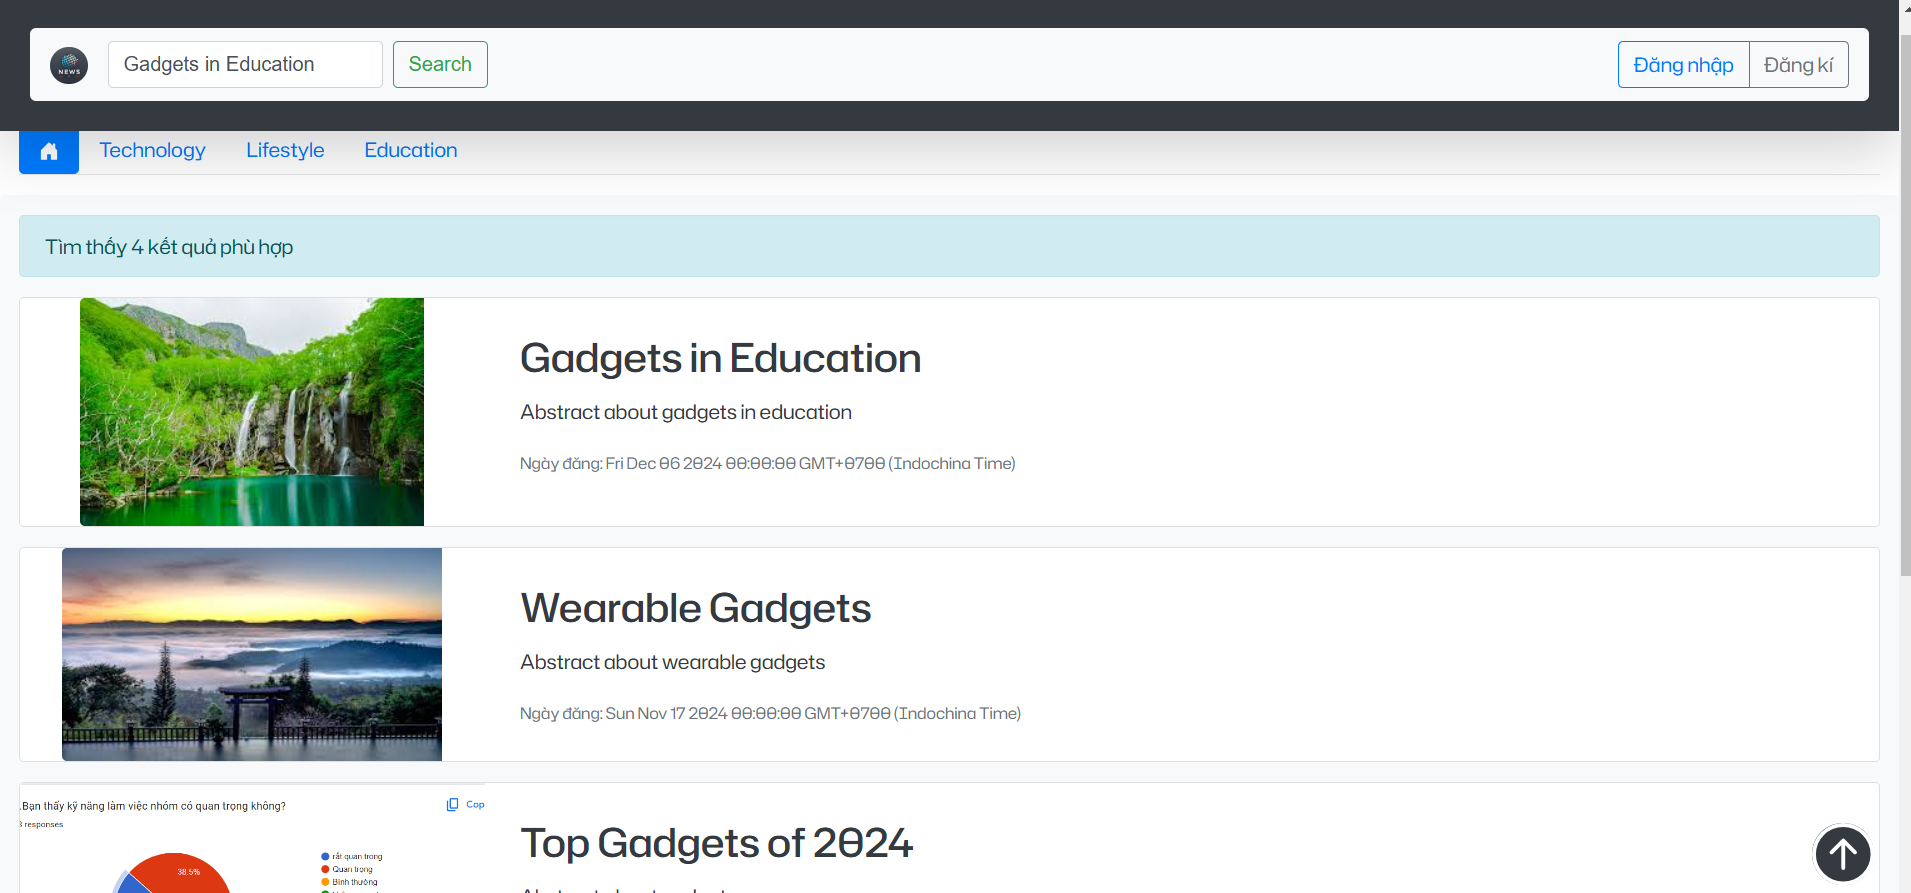 NEWS
Gadgets in Education
Search
Đăng nhập
Đăng kí
Technology
Lifestyle
Education
Tìm thấy 4 kết quả phù hợp
Gadgets in Education
Abstract about gadgets in education
Ngày đăng: Fri Dec 06 2024 00:00:00 GMT+0700 (Indochina Time)
Wearable Gadgets
Abstract about wearable gadgets
Ngày đăng: Sun Nov 17 2024 00:00:00 GMT+0700 (Indochina Time)
.Bạn thấy kỹ năng làm việc nhóm có quan trọng không?
Cop
responses
38.5%
rất quan trong
Quan trọng
Bình thường
Top Gadgets of 2024